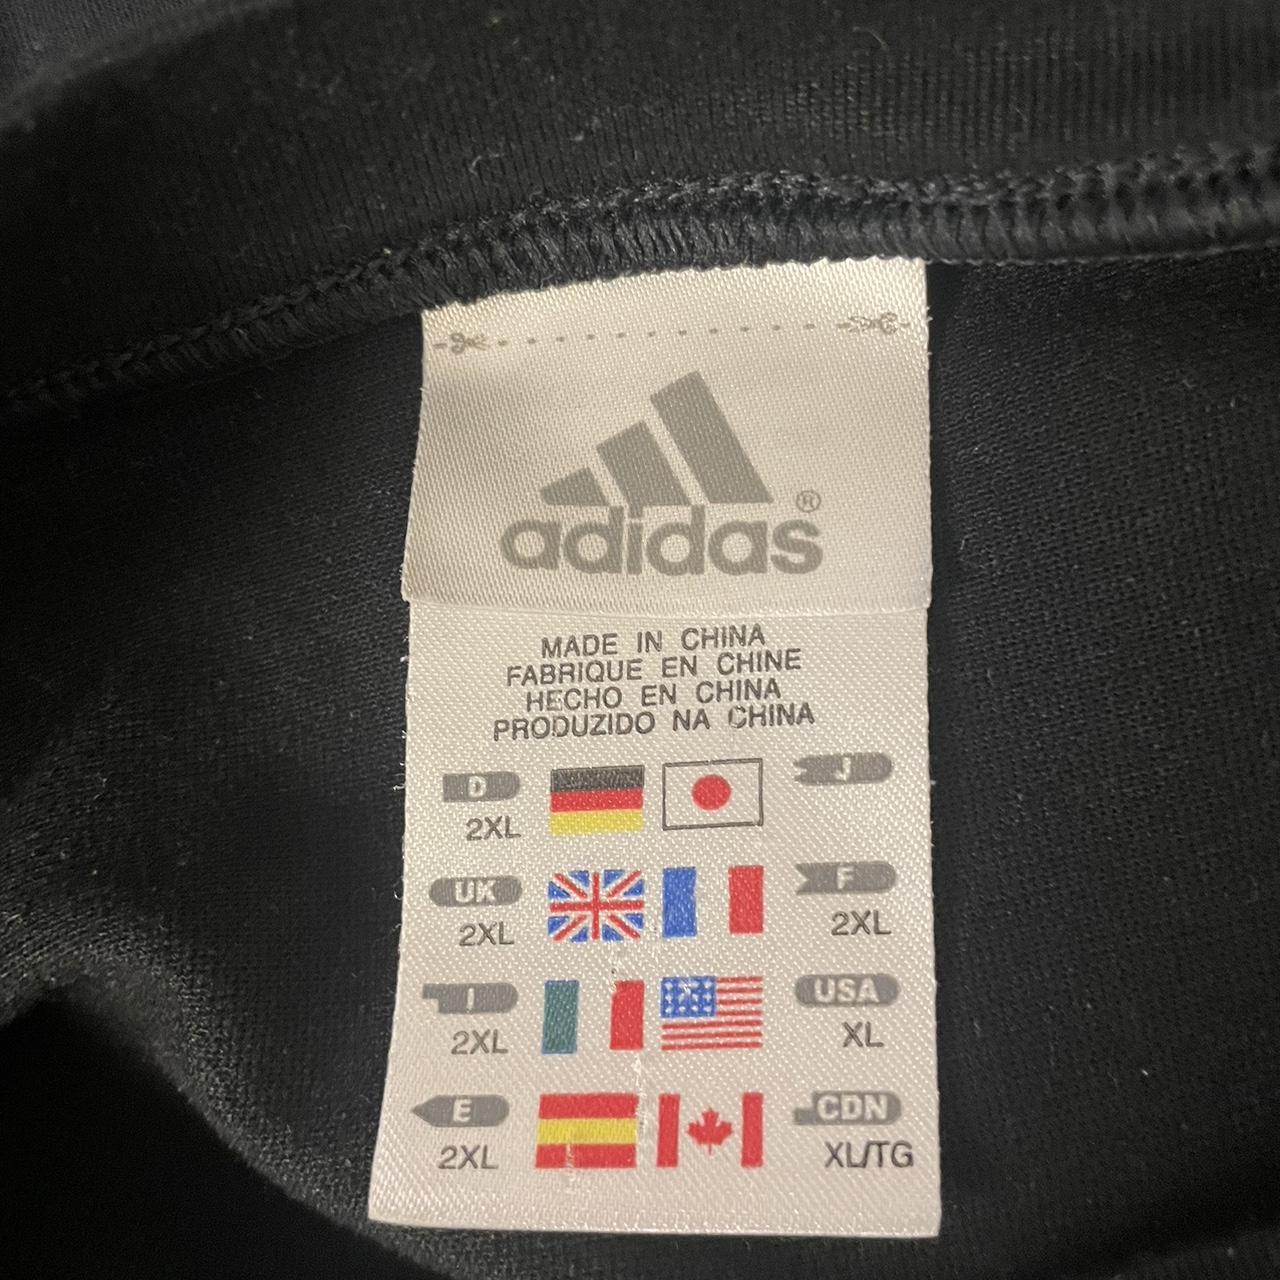 adidas®
MADE IN CHINA
FABRIQUE EN CHINE
HECHO EN CHINA
PRODUZIDO NA CHINA
D J
2XL
UK F
2XL 2XL
I USA
2XL XL
E CDN
2XL XL/TG